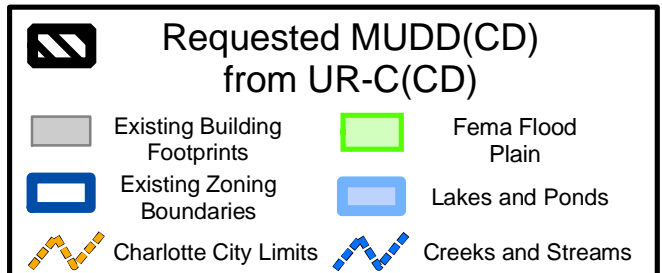 Requested MUDD(CD)
from UR-C(CD)
Existing Building
Footprints
Fema Flood
Plain
Existing Zoning
Boundaries
Lakes and Ponds
Charlotte City Limits
Creeks and Streams